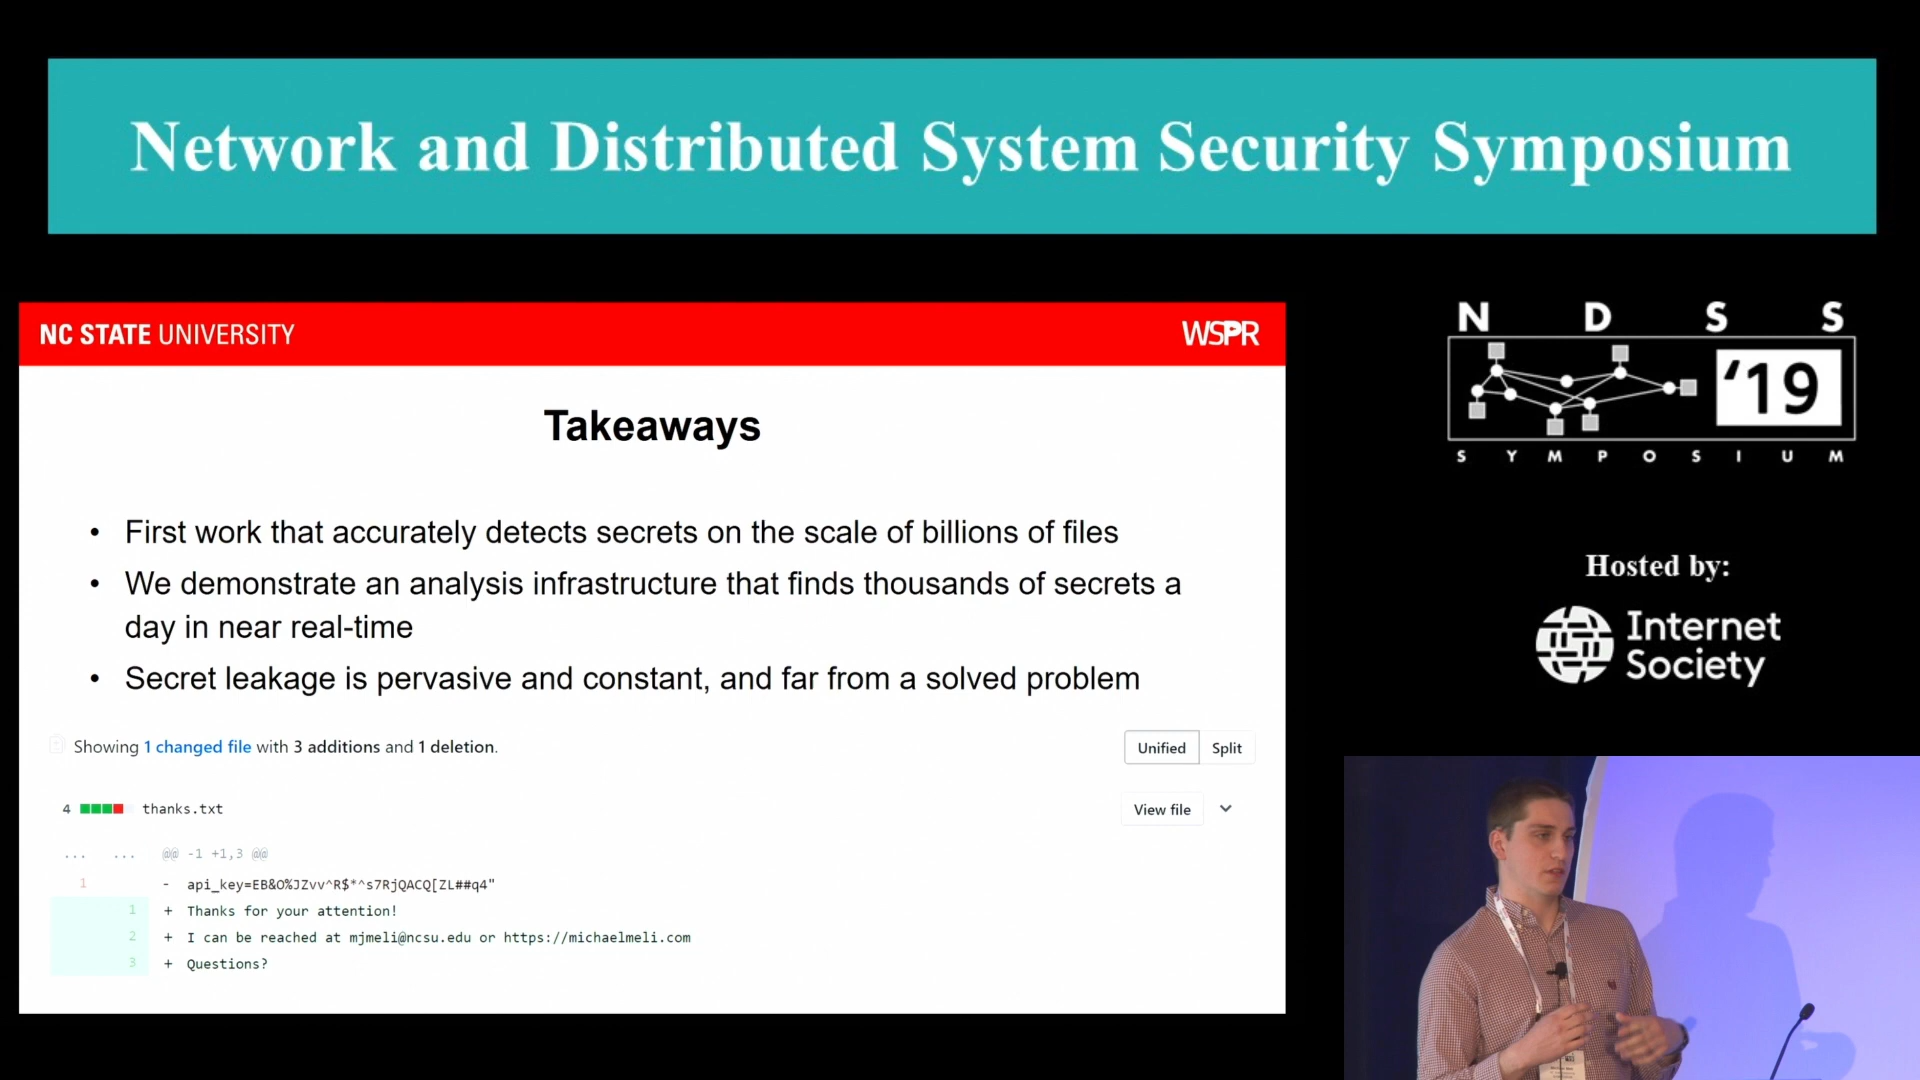 Network and Distributed System Security Symposium
NC STATE UNIVERSITY
WSPR
Takeaways
• First work that accurately detects secrets on the scale of billions of files
• We demonstrate an analysis infrastructure that finds thousands of secrets a
day in near real-time
• Secret leakage is pervasive and constant, and far from a solved problem
Showing 1 changed file with 3 additions and 1 deletion.
Unified Split
4 thanks.txt
View file
... ... @@ -1 +1,3 @@
1 - api_key=EB&O%JZvv^R$*^s7RjQACQ[ZL##q4"
1 + Thanks for your attention!
2 + I can be reached at mjmeli@ncsu.edu or https://michaelmeli.com
3 + Questions?
N D S S
'19
S Y M P O S I U M
Hosted by:
Internet
Society